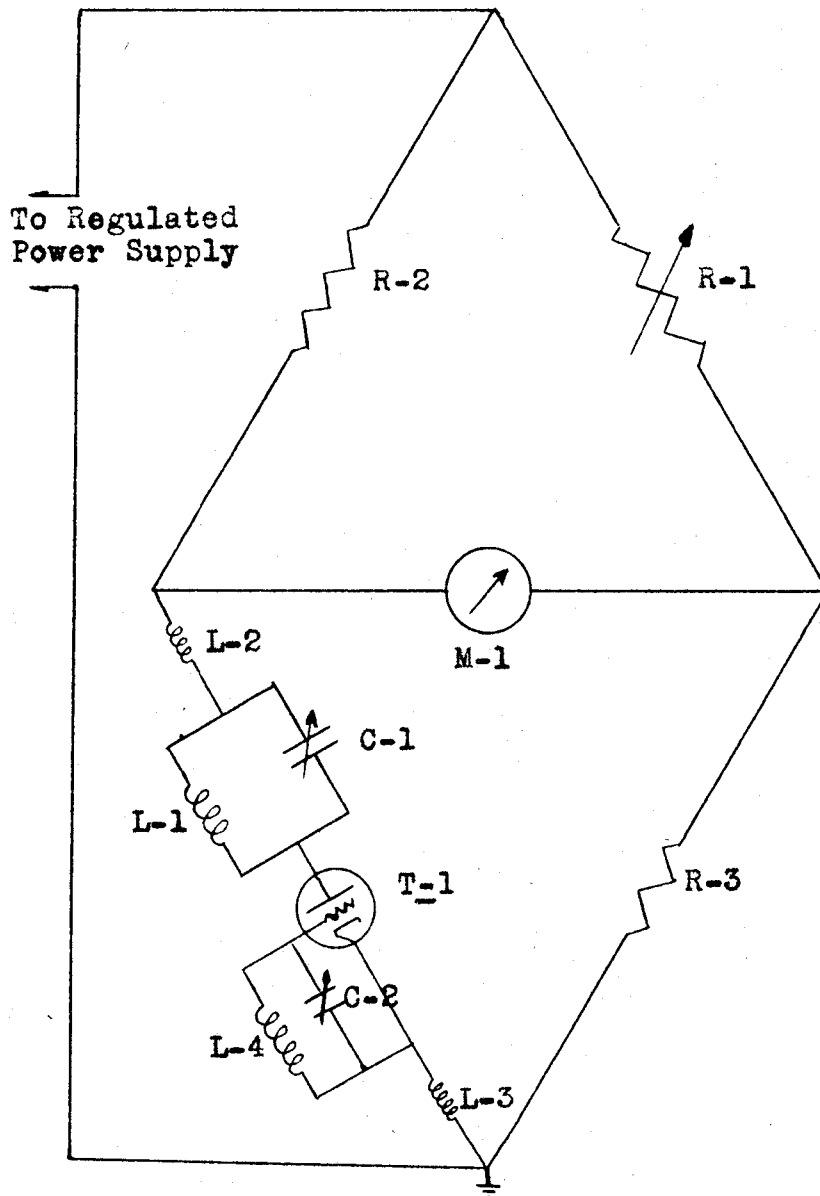 To Regulated
Power Supply
R-2
R-1
L-2
M-1
C-1
L-1
T-1
R-3
C-2
L-4
L-3